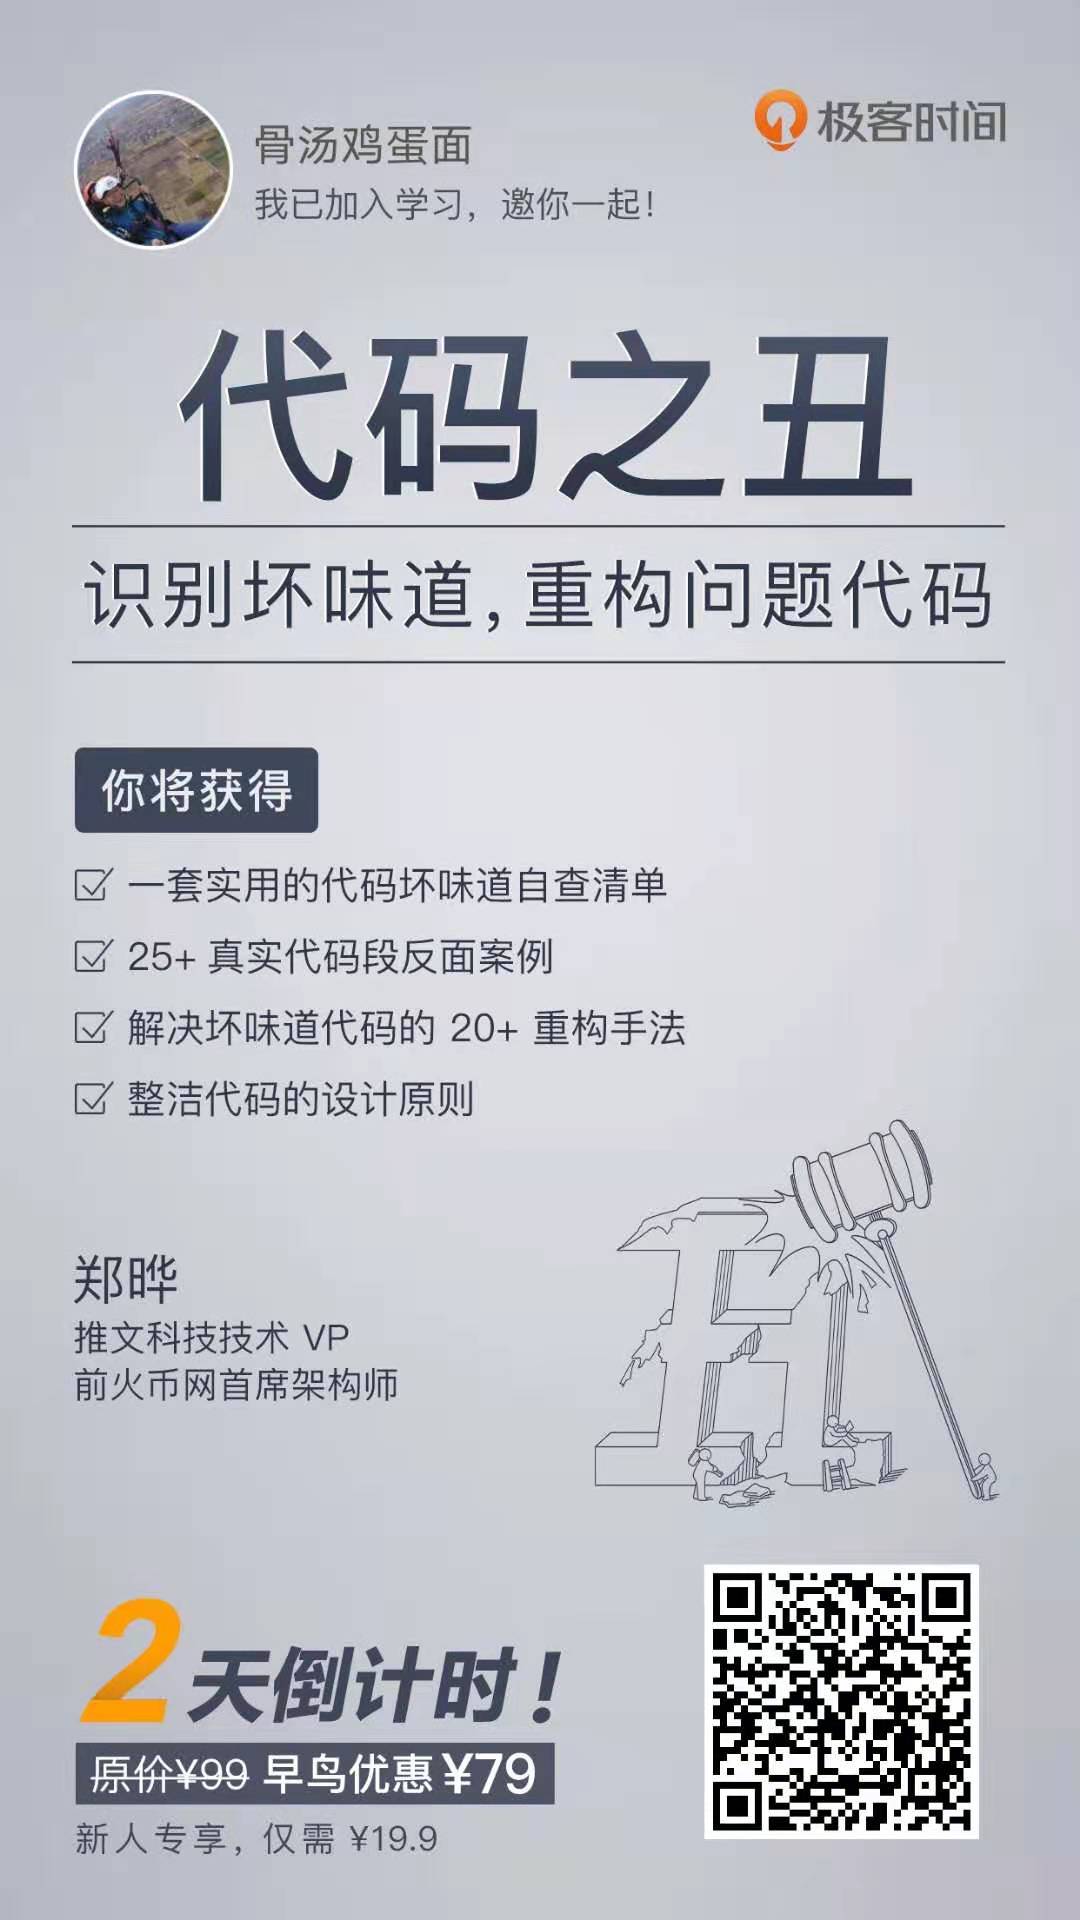 骨汤鸡蛋面
我已加入学习，邀你一起！
极客时间
代码之丑
识别坏味道，重构问题代码
你将获得
一套实用的代码坏味道自查清单
25+ 真实代码段反面案例
解决坏味道代码的 20+ 重构手法
整洁代码的设计原则
郑晔
推文科技技术 VP
前火币网首席架构师
丑
2天倒计时！
原价¥99 早鸟优惠¥79
新人专享，仅需 ¥19.9